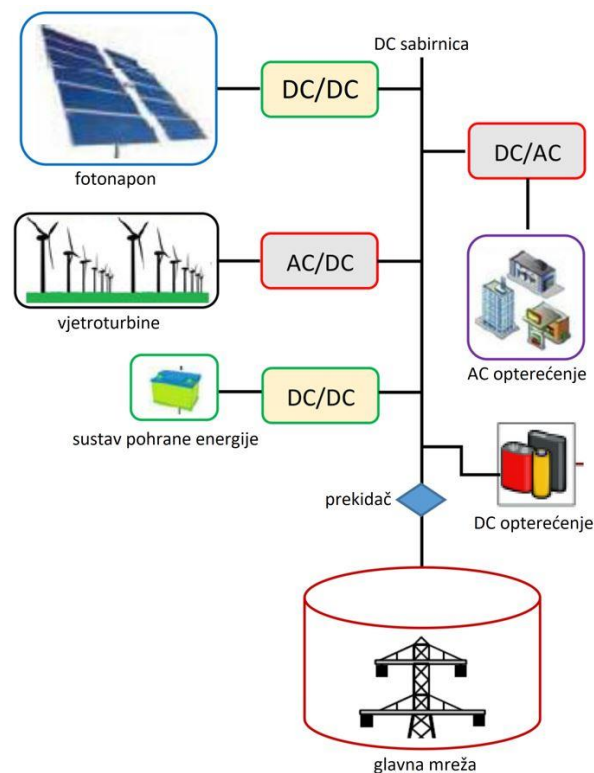 DC sabirnica
DC/DC
DC/AC
fotonapon
AC/DC
vjetroturbine
AC opterećenje
DC/DC
sustav pohrane energije
prekidač
DC opterećenje
glavna mreža